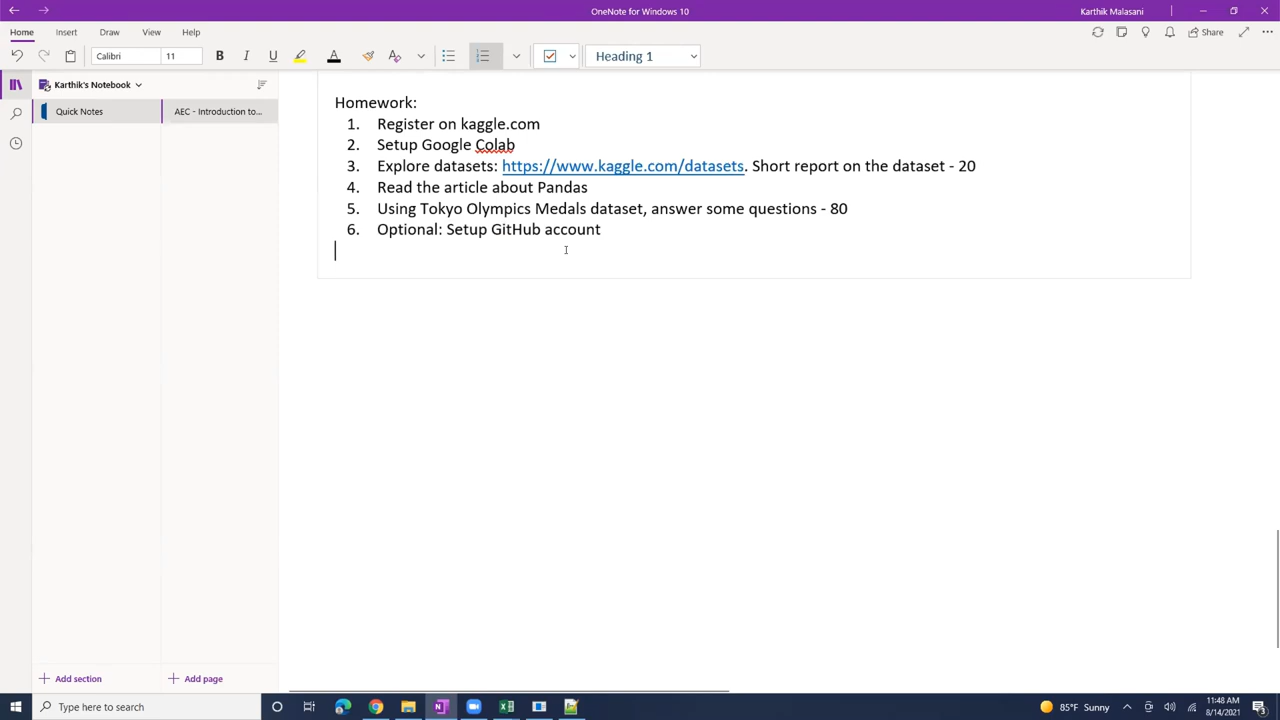 OneNote for Windows 10
Karthik Malasani
Home
Insert
Draw
View
Help
Share
Calibri
11
B
I
U
A
Heading 1
Karthik's Notebook
Quick Notes
AEC - Introduction to...
Homework:
1. Register on kaggle.com
2. Setup Google Colab
3. Explore datasets: https://www.kaggle.com/datasets. Short report on the dataset - 20
4. Read the article about Pandas
5. Using Tokyo Olympics Medals dataset, answer some questions - 80
6. Optional: Setup GitHub account
Add section
Add page
Type here to search
85°F Sunny
11:48 AM
8/14/2021
3